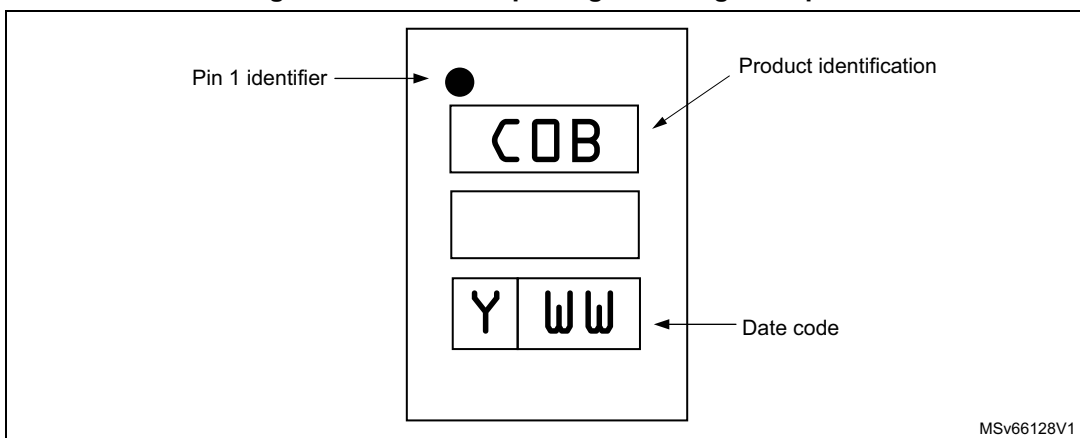 Pin 1 identifier
Product identification
COB
Y WW
Date code
MSv66128V1